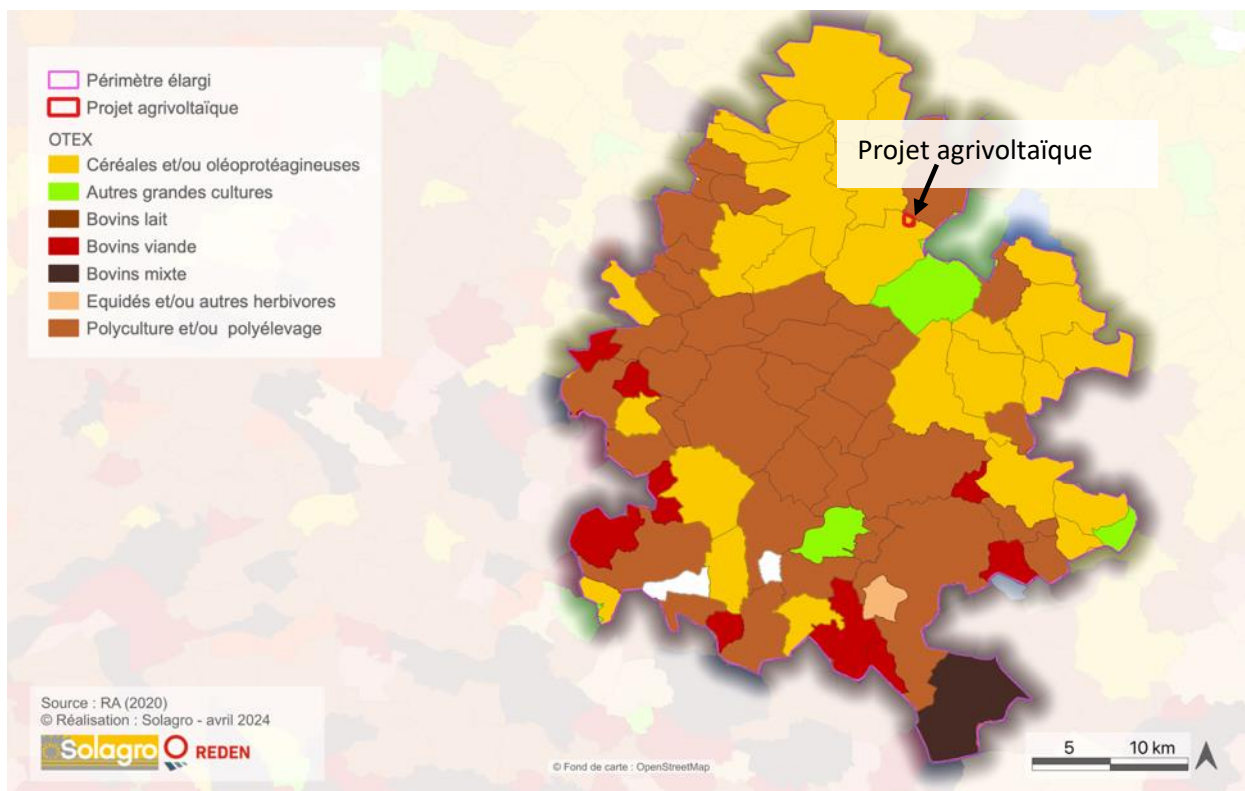 Périmètre élargi
Projet agrivoltaïque
OTEX
Céréales et/ou oléoprotéagineuses
Autres grandes cultures
Bovins lait
Bovins viande
Bovins mixte
Equidés et/ou autres herbivores
Polyculture et/ou polyélevage
Projet agrivoltaïque
Source : RA (2020)
© Réalisation : Solagro - avril 2024
Solagro REDEN
© Fond de carte : OpenStreetMap
5 10 km